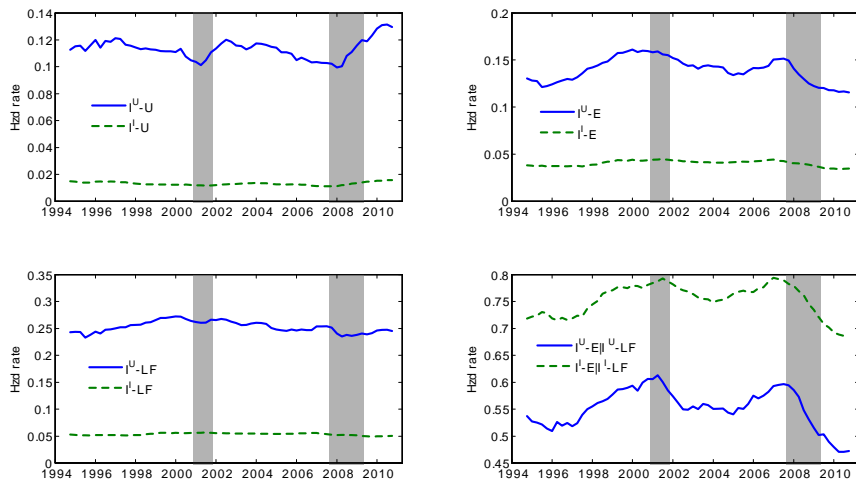 0.14
0.12
0.1
0.08
0.06
0.04
0.02
0
Hzd rate
I^U-U
I^I-U
1994 1996 1998 2000 2002 2004 2006 2008 2010
0.2
0.15
0.1
0.05
0
Hzd rate
I^U-E
I^I-E
1994 1996 1998 2000 2002 2004 2006 2008 2010
0.35
0.3
0.25
0.2
0.15
0.1
0.05
0
Hzd rate
I^U-LF
I^I-LF
1994 1996 1998 2000 2002 2004 2006 2008 2010
0.8
0.75
0.7
0.65
0.6
0.55
0.5
0.45
Hzd rate
I^U-E|I^U-LF
I^I-E|I^I-LF
1994 1996 1998 2000 2002 2004 2006 2008 2010